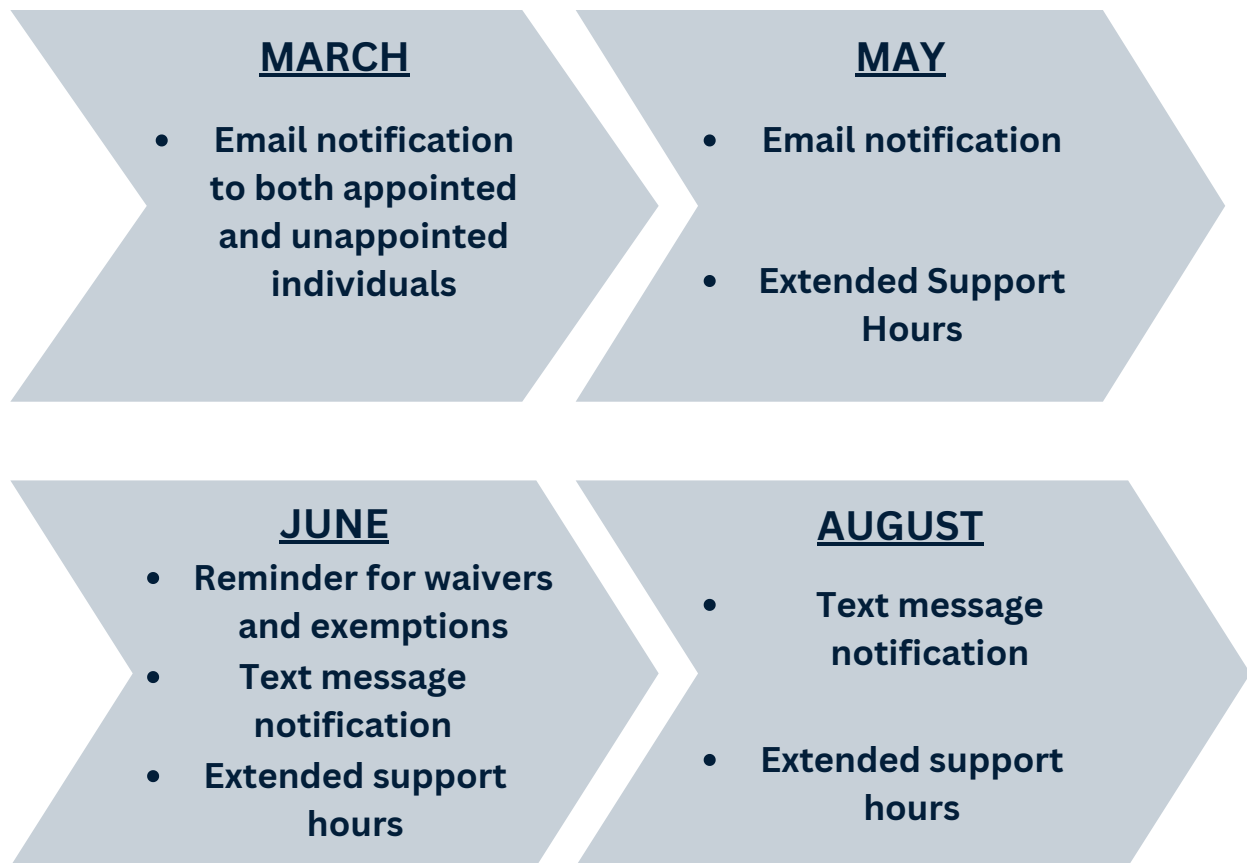 MARCH
• Email notification
to both appointed
and unappointed
individuals
MAY
• Email notification
• Extended Support
Hours
JUNE
• Reminder for waivers
and exemptions
• Text message
notification
• Extended support
hours
AUGUST
• Text message
notification
• Extended support
hours